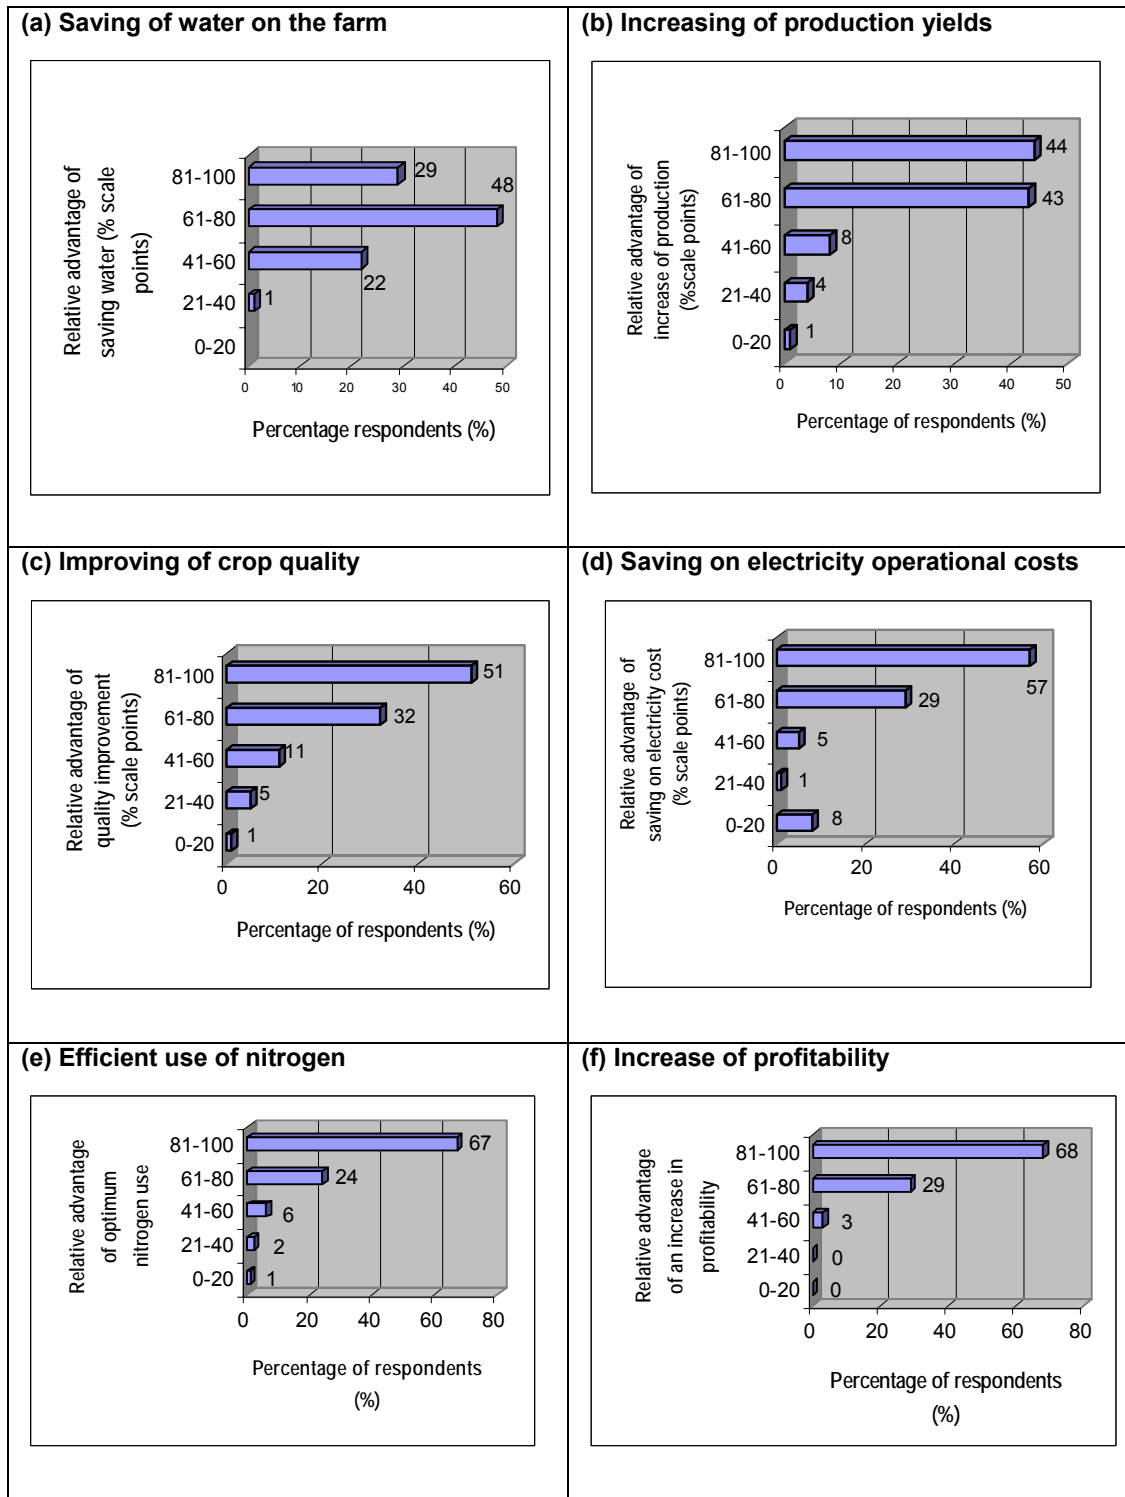 (a) Saving of water on the farm
Relative advantage of
saving water (% scale
points)
81-100
61-80
41-60
21-40
0-20
29
48
22
1
0 10 20 30 40 50
Percentage respondents (%)
(b) Increasing of production yields
Relative advantage of
increase of production
(%scale points)
81-100
61-80
41-60
21-40
0-20
44
43
8
4
1
0 10 20 30 40 50
Percentage of respondents (%)
(c) Improving of crop quality
Relative advantage of
quality improvement
(% scale points)
81-100
61-80
41-60
21-40
0-20
51
32
11
5
1
0 20 40 60
Percentage of respondents (%)
(d) Saving on electricity operational costs
Relative advantage of
saving on electricity cost
(% scale points)
81-100
61-80
41-60
21-40
0-20
57
29
5
1
8
0 20 40 60
Percentage of respondents (%)
(e) Efficient use of nitrogen
Relative advantage
of optimum
nitrogen use
81-100
61-80
41-60
21-40
0-20
67
24
6
2
1
0 20 40 60 80
Percentage of respondents
(%)
(f) Increase of profitability
Relative advantage
of an increase in
profitability
81-100
61-80
41-60
21-40
0-20
68
29
3
0
0
0 20 40 60 80
Percentage of respondents
(%)